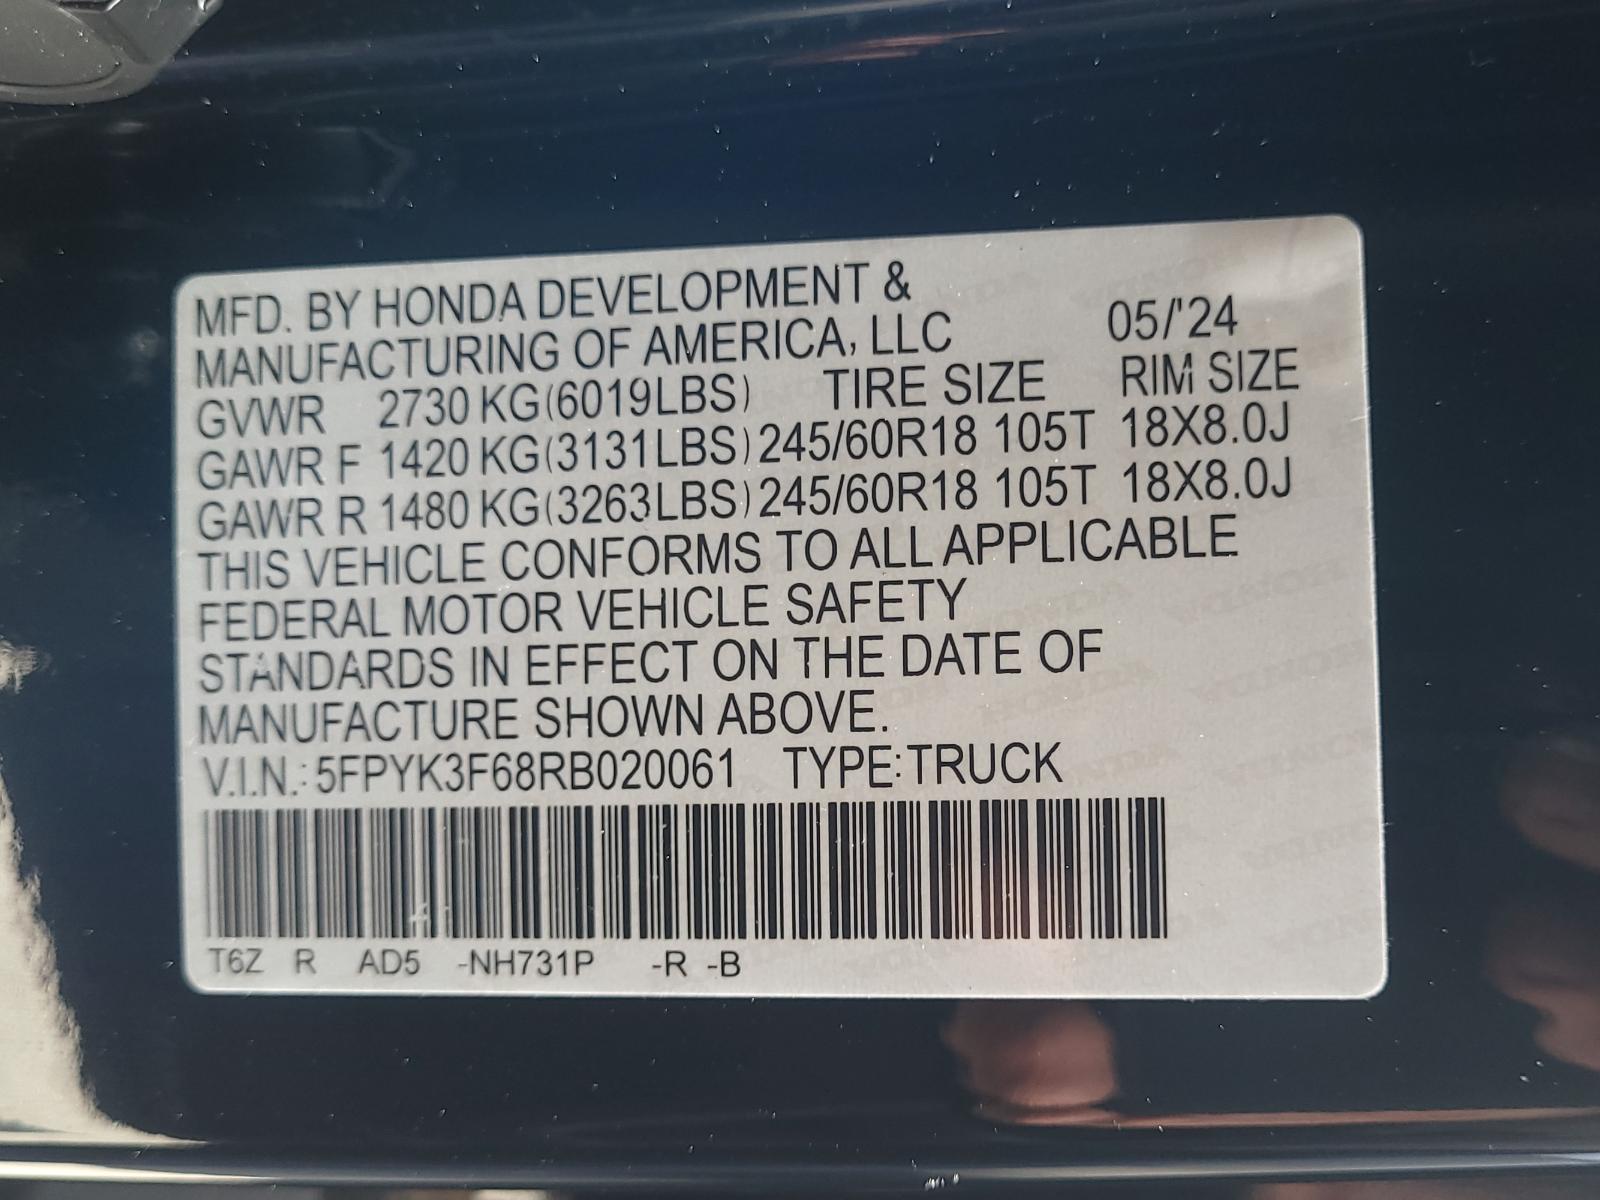 MFD. BY HONDA DEVELOPMENT &
MANUFACTURING OF AMERICA, LLC 05/'24
GVWR 2730 KG(6019LBS) TIRE SIZE RIM SIZE
GAWR F 1420 KG(3131LBS) 245/60R18 105T 18X8.0J
GAWR R 1480 KG(3263LBS) 245/60R18 105T 18X8.0J
THIS VEHICLE CONFORMS TO ALL APPLICABLE
FEDERAL MOTOR VEHICLE SAFETY
STANDARDS IN EFFECT ON THE DATE OF
MANUFACTURE SHOWN ABOVE.
V.I.N.: 5FPYK3F68RB020061 TYPE:TRUCK
T6Z R AD5 -NH731P -R -B